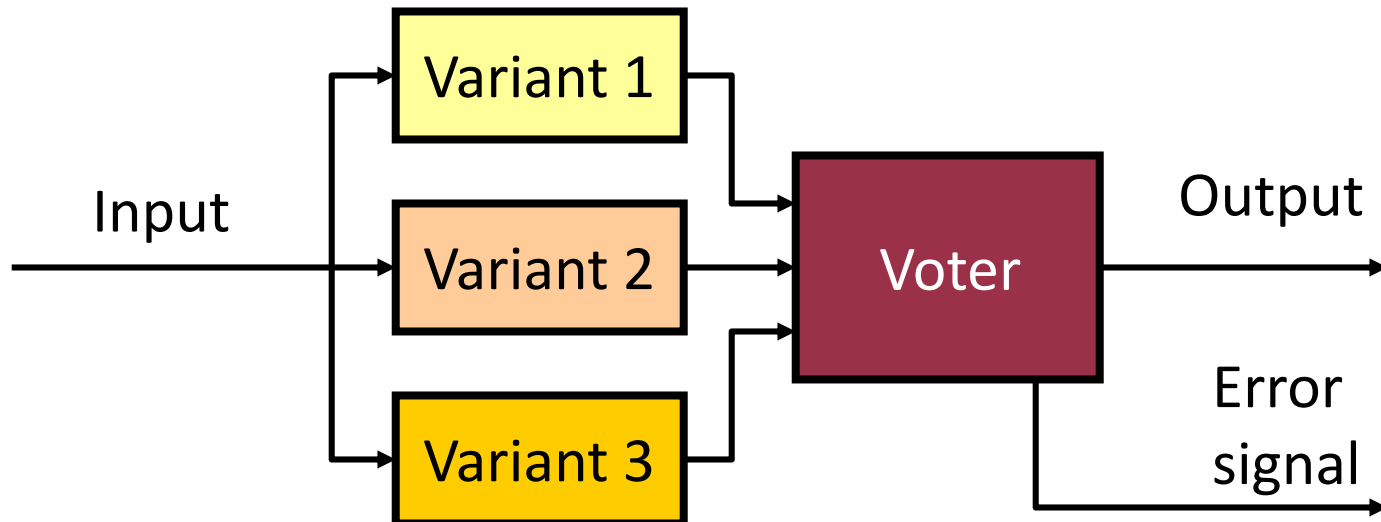 Variant 1
Input
Variant 2
Voter
Output
Variant 3
Error
signal